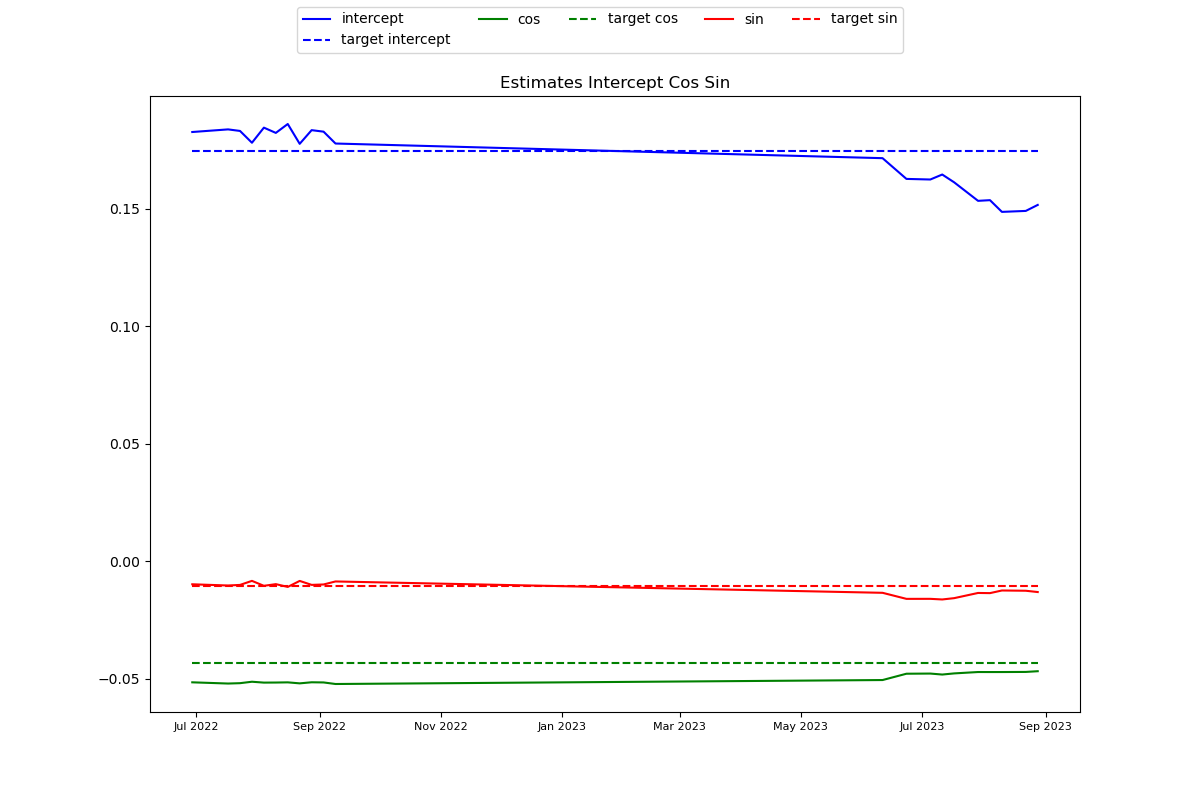 intercept cos target cos sin target sin
target intercept
Estimates Intercept Cos Sin
0.15
0.10
0.05
0.00
−0.05
Jul 2022 Sep 2022 Nov 2022 Jan 2023 Mar 2023 May 2023 Jul 2023 Sep 2023